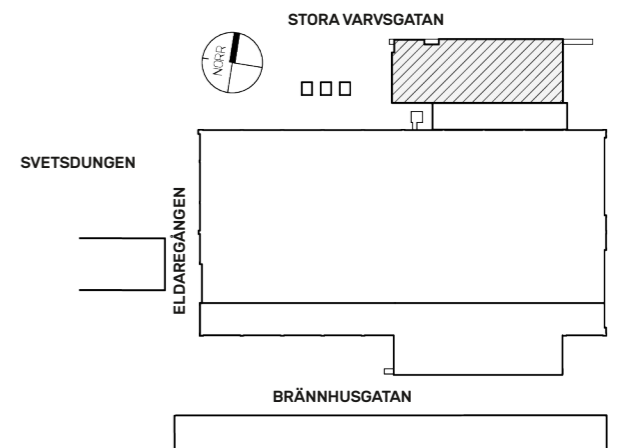 STORA VARVSGATAN
NORR
SVETSDUNGEN
ELDAREGÅNGEN
BRÄNNHUSGATAN